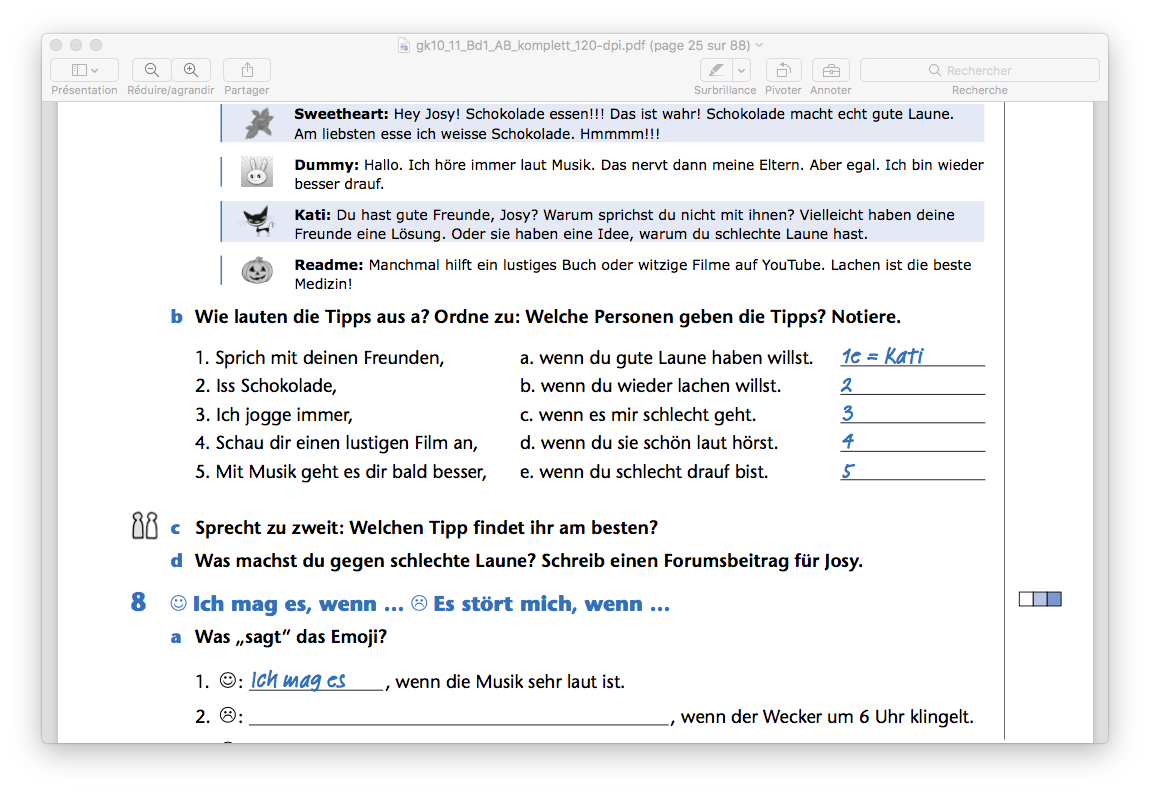 gk10_11_Bd1_AB_komplett_120-dpi.pdf (page 25 sur 88)
Rechercher
Présentation Réduire/agrandir Partager Surbrillance Pivoter Annoter Recherche
Sweetheart: Hey Josy! Schokolade essen!!! Das ist wahr! Schokolade macht echt gute Laune.
Am liebsten esse ich weisse Schokolade. Hmmmm!!!
Dummy: Hallo. Ich höre immer laut Musik. Das nervt dann meine Eltern. Aber egal. Ich bin wieder
besser drauf.
Kati: Du hast gute Freunde, Josy? Warum sprichst du nicht mit ihnen? Vielleicht haben deine
Freunde eine Lösung. Oder sie haben eine Idee, warum du schlechte Laune hast.
Readme: Manchmal hilft ein lustiges Buch oder witzige Filme auf YouTube. Lachen ist die beste
Medizin!
b Wie lauten die Tipps aus a? Ordne zu: Welche Personen geben die Tipps? Notiere.
1. Sprich mit deinen Freunden, a. wenn du gute Laune haben willst. 1e = Kati
2. Iss Schokolade, b. wenn du wieder lachen willst. 2
3. Ich jogge immer, c. wenn es mir schlecht geht. 3
4. Schau dir einen lustigen Film an, d. wenn du sie schön laut hörst. 4
5. Mit Musik geht es dir bald besser, e. wenn du schlecht drauf bist. 5
c Sprecht zu zweit: Welchen Tipp findet ihr am besten?
d Was machst du gegen schlechte Laune? Schreib einen Forumsbeitrag für Josy.
8 ☺ Ich mag es, wenn ... ☹ Es stört mich, wenn ...
a Was „sagt“ das Emoji?
1. ☺: Ich mag es, wenn die Musik sehr laut ist.
2. ☹: , wenn der Wecker um 6 Uhr klingelt.